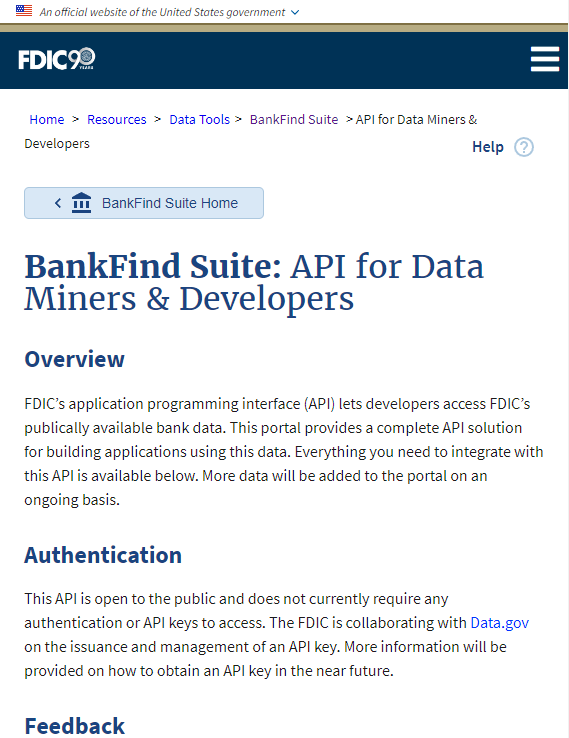 An official website of the United States government
FDIC90
YEARS
Home > Resources > Data Tools > BankFind Suite > API for Data Miners &
Developers
Help ?
BankFind Suite Home
BankFind Suite: API for Data
Miners & Developers
Overview
FDIC’s application programming interface (API) lets developers access FDIC’s
publically available bank data. This portal provides a complete API solution
for building applications using this data. Everything you need to integrate with
this API is available below. More data will be added to the portal on an
ongoing basis.
Authentication
This API is open to the public and does not currently require any
authentication or API keys to access. The FDIC is collaborating with Data.gov
on the issuance and management of an API key. More information will be
provided on how to obtain an API key in the near future.
Feedback